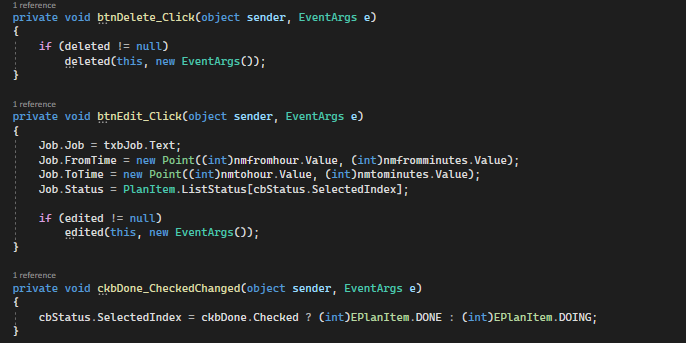 1 reference
private void btnDelete_Click(object sender, EventArgs e)
{
if (deleted != null)
deleted(this, new EventArgs());
}
1 reference
private void btnEdit_Click(object sender, EventArgs e)
{
Job.Job = txbJob.Text;
Job.FromTime = new Point((int)nmfromhour.Value, (int)nmfromminutes.Value);
Job.ToTime = new Point((int)nmtohour.Value, (int)nmtominutes.Value);
Job.Status = PlanItem.ListStatus[cbStatus.SelectedIndex];
if (edited != null)
edited(this, new EventArgs());
}
1 reference
private void ckbDone_CheckedChanged(object sender, EventArgs e)
{
cbStatus.SelectedIndex = ckbDone.Checked ? (int)EPlanItem.DONE : (int)EPlanItem.DOING;
}